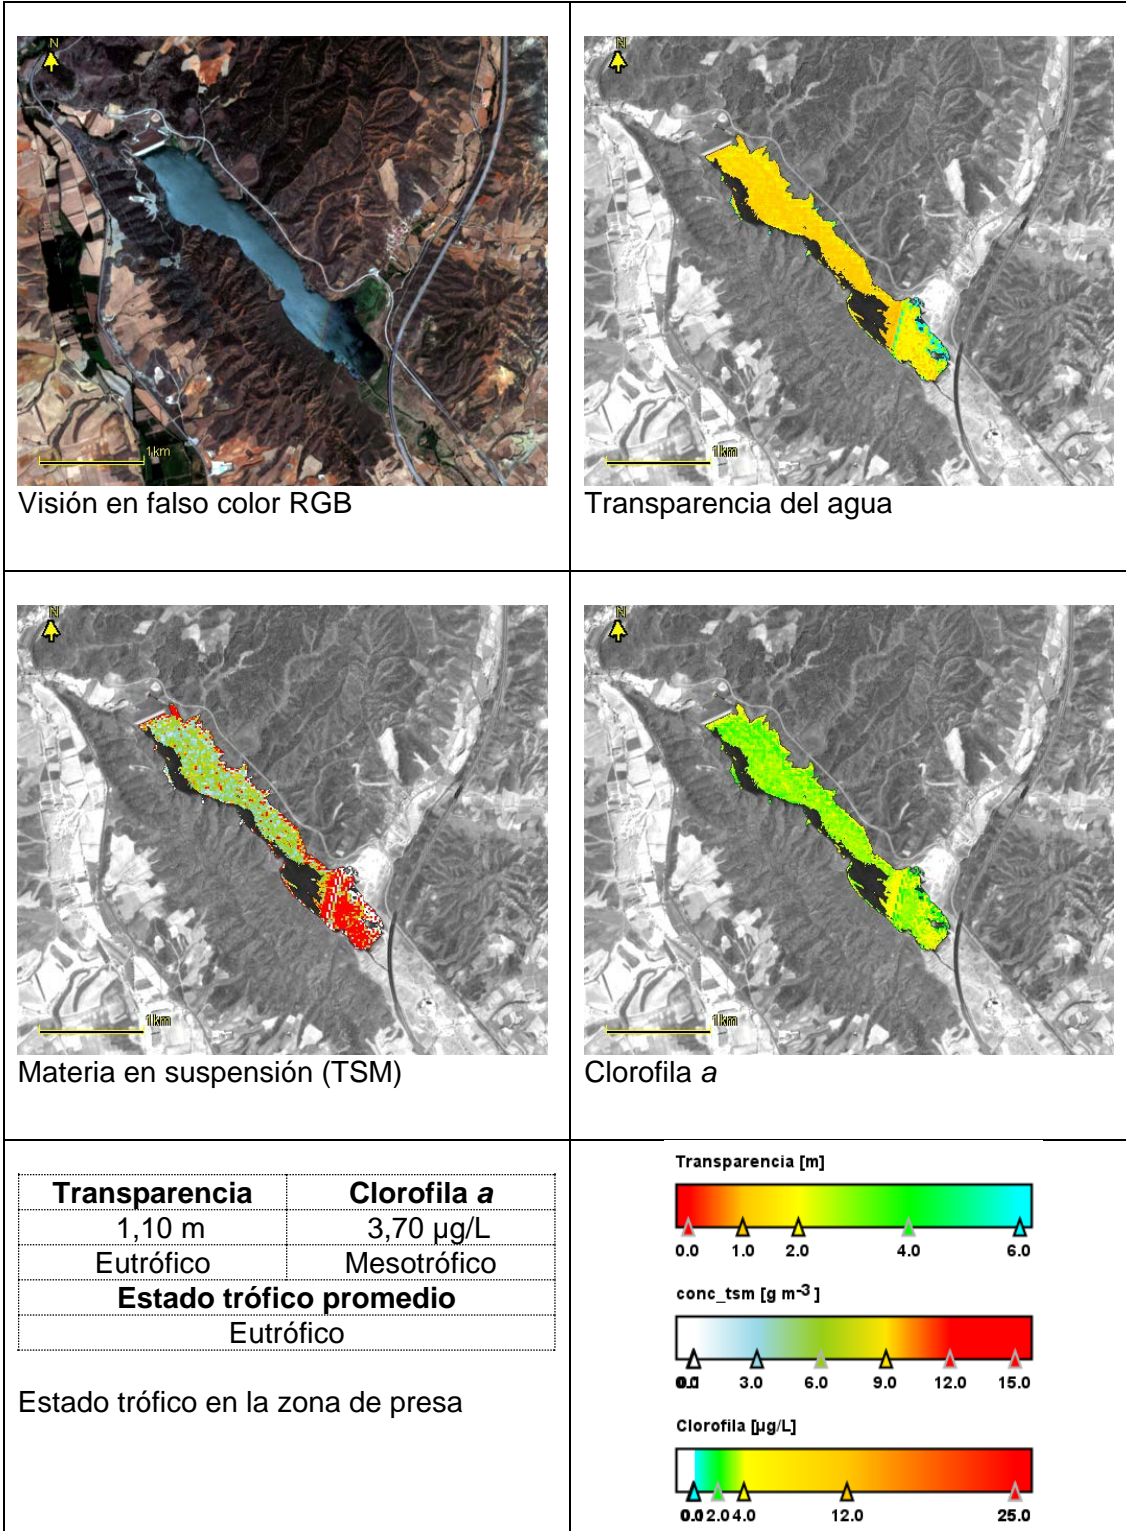 N
1km
Visión en falso color RGB
N
1km
Transparencia del agua
N
1km
Materia en suspensión (TSM)
N
1km
Clorofila a
Transparencia Clorofila a
1,10 m 3,70 µg/L
Eutrófico Mesotrófico
Estado trófico promedio
Eutrófico
Estado trófico en la zona de presa
Transparencia [m]
0.0 1.0 2.0 4.0 6.0
conc_tsm [g m-3]
3.0 6.0 9.0 12.0 15.0
Clorofila [µg/L]
0.0 2.0 4.0 12.0 25.0